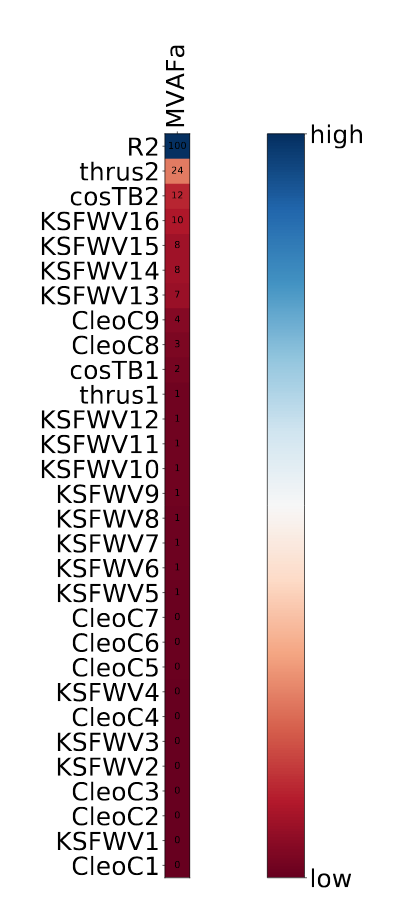 MVAFa
high
R2 100
thrus2 24
cosTB2 12
KSFWV16 10
KSFWV15 8
KSFWV14 8
KSFWV13 7
CleoC9 4
CleoC8 3
cosTB1 2
thrus1 1
KSFWV12 1
KSFWV11 1
KSFWV10 1
KSFWV9 1
KSFWV8 1
KSFWV7 1
KSFWV6 1
KSFWV5 1
CleoC7 0
CleoC6 0
CleoC5 0
KSFWV4 0
CleoC4 0
KSFWV3 0
KSFWV2 0
CleoC3 0
CleoC2 0
KSFWV1 0
CleoC1 0
low